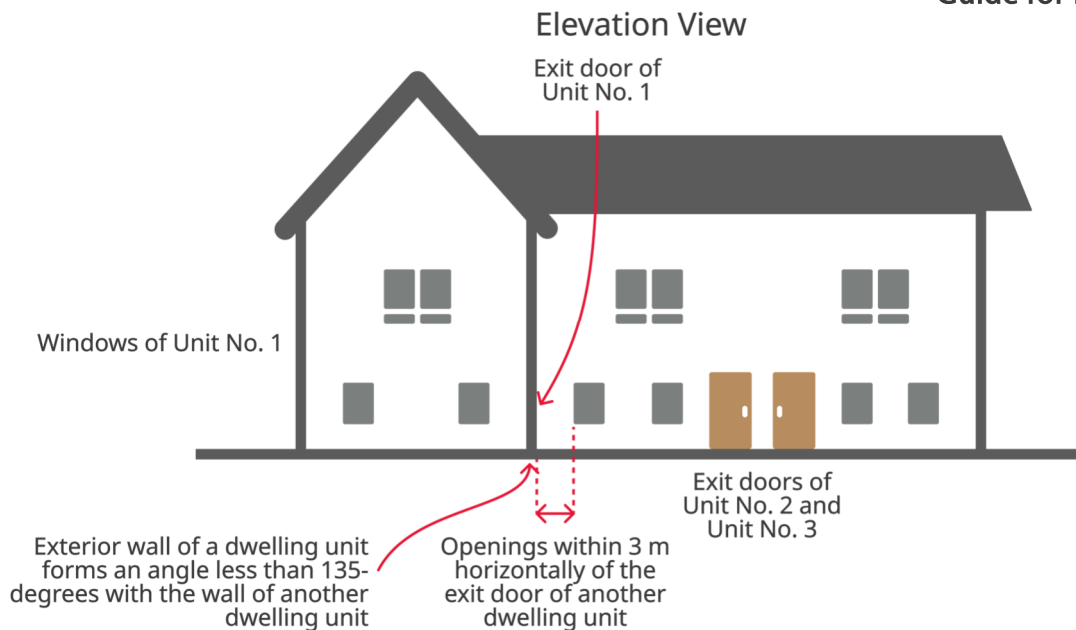 Elevation View
Exit door of
Unit No. 1
Windows of Unit No. 1
Exit doors of
Unit No. 2 and
Unit No. 3
Exterior wall of a dwelling unit
forms an angle less than 135-
degrees with the wall of another
dwelling unit
Openings within 3 m
horizontally of the
exit door of another
dwelling unit